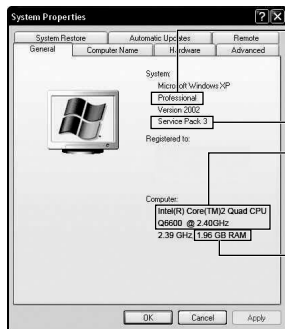 System Properties
System Restore
Automatic Updates
Remote
General
Computer Name
Hardware
Advanced
System:
Microsoft Windows XP
Professional
Version 2002
Service Pack 3
Registered to:
Computer:
Intel(R) Core(TM)2 Quad CPU
Q6600 @ 2.40GHz
2.39 GHz, 1.96 GB RAM
OK
Cancel
Apply